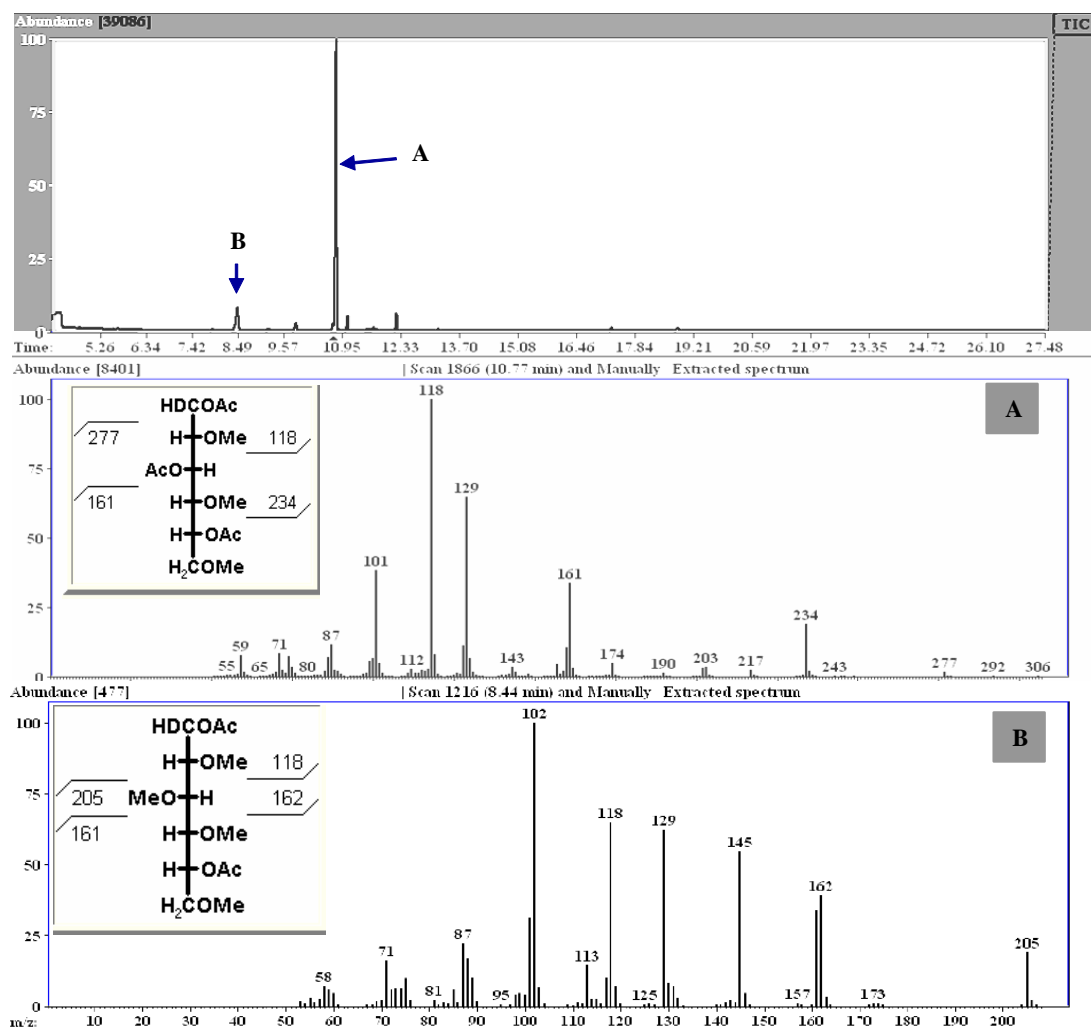 Abundance [39086] TIC
100
75
50
25
0
A
B
Time: 5.26 6.34 7.42 8.49 9.57 10.95 12.33 13.70 15.08 16.46 17.84 19.21 20.59 21.97 23.35 24.72 26.10 27.48
Abundance [8401] | Scan 1866 (10.77 min) and Manually Extracted spectrum
100
75
50
25
0
HDCOAc
277 H OMe 118
AcO H
161 H OMe 234
H OAc
H2COMe
A
55 59 65 71 80 87 101 112 118 129 143 161 174 190 203 217 234 243 277 292 306
Abundance [477] | Scan 1216 (8.44 min) and Manually Extracted spectrum
100
75
50
25
0
HDCOAc
H OMe 118
205 MeO H 162
161 H OMe
H OAc
H2COMe
B
58 71 81 87 95 102 113 118 125 129 145 157 162 173 205
m/z: 10 20 30 40 50 60 70 80 90 100 110 120 130 140 150 160 170 180 190 200